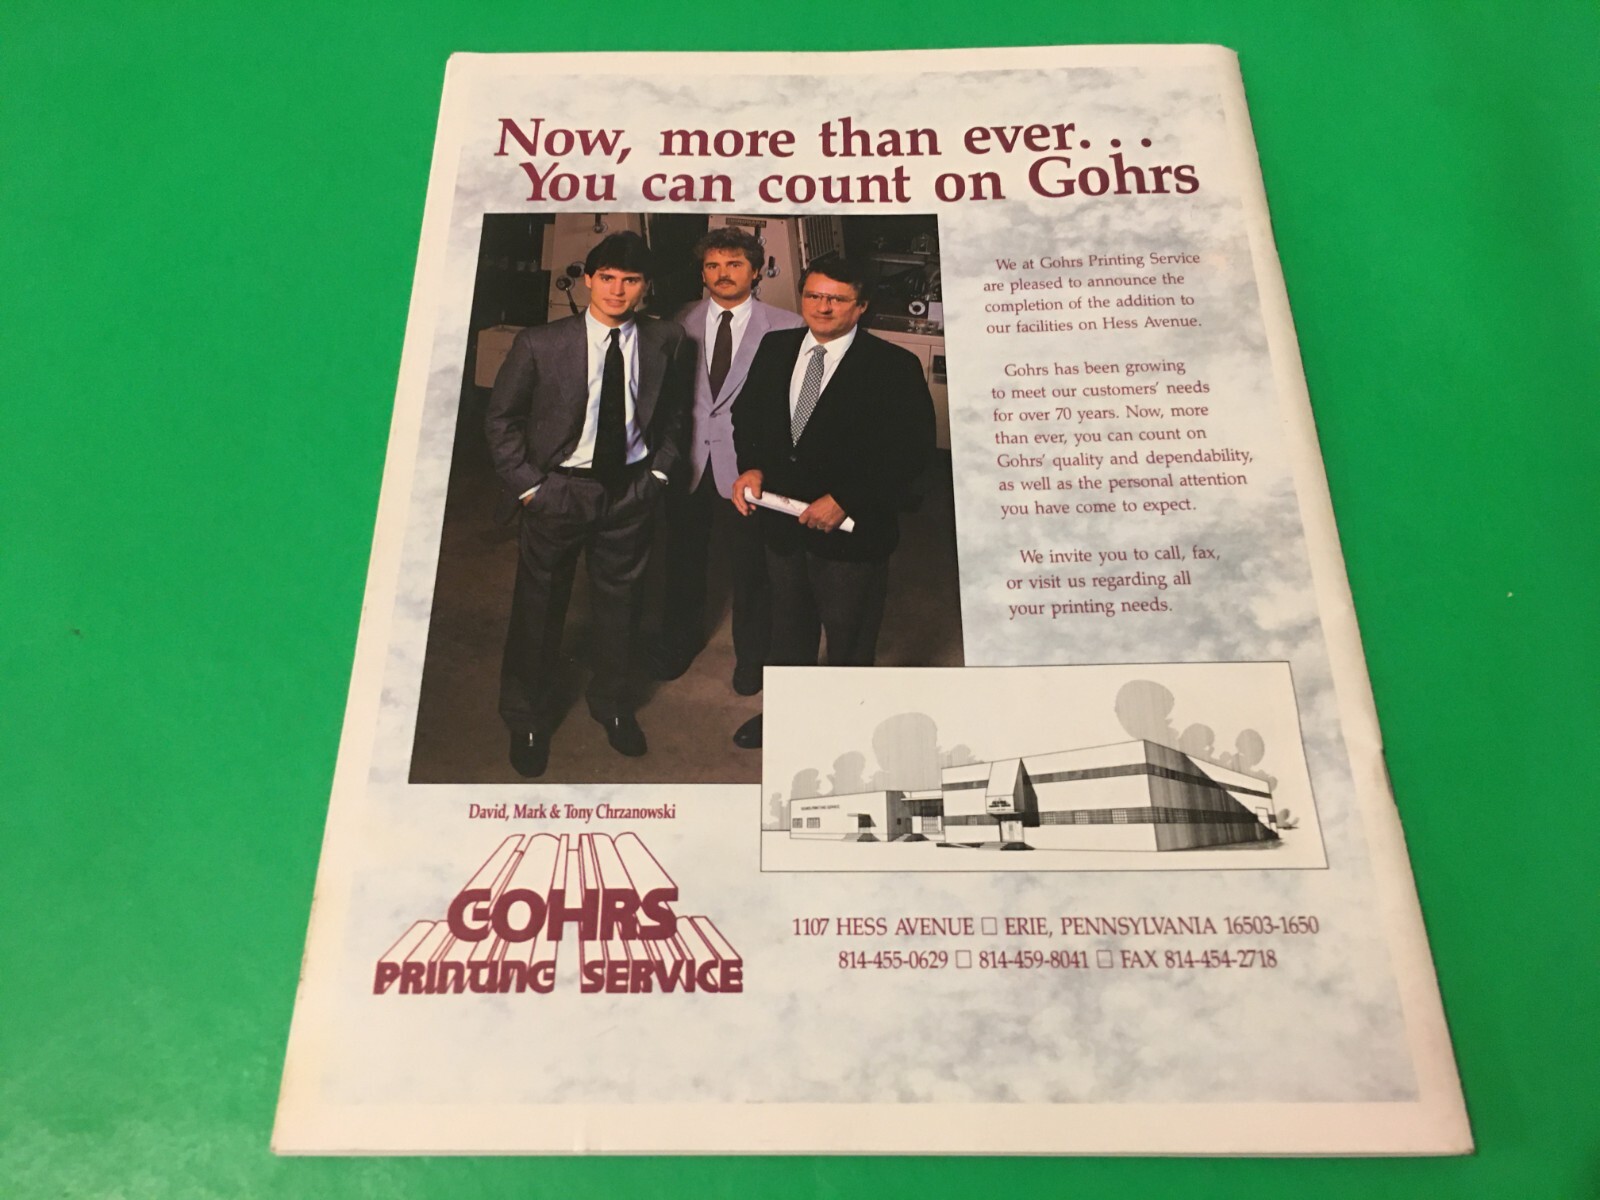 Now, more than ever. . .
You can count on Gohrs
We at Gohrs Printing Service
are pleased to announce the
completion of the addition to
our facilities on Hess Avenue.
Gohrs has been growing
to meet our customers' needs
for over 70 years. Now, more
than ever, you can count on
Gohrs' quality and dependability,
as well as the personal attention
you have come to expect.
We invite you to call, fax,
or visit us regarding all
your printing needs.
David, Mark & Tony Chrzanowski
GOHRS
PRINTING SERVICE
1107 HESS AVENUE □ ERIE, PENNSYLVANIA 16503-1650
814-455-0629 □ 814-459-8041 □ FAX 814-454-2718